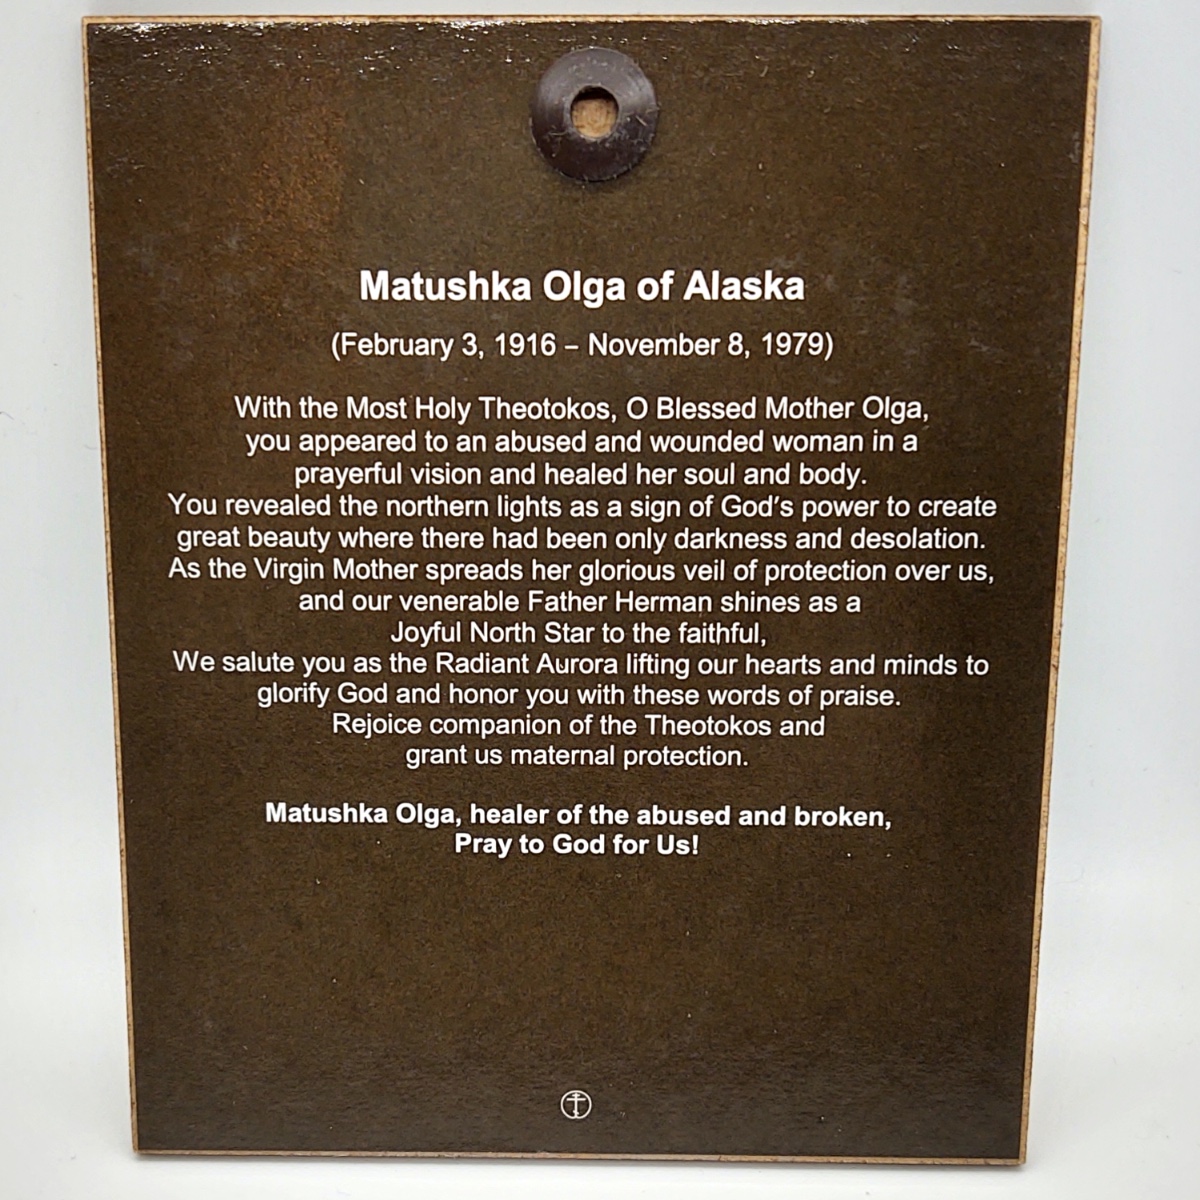 Matushka Olga of Alaska
(February 3, 1916 – November 8, 1979)
With the Most Holy Theotokos, O Blessed Mother Olga,
you appeared to an abused and wounded woman in a
prayerful vision and healed her soul and body.
You revealed the northern lights as a sign of God's power to create
great beauty where there had been only darkness and desolation.
As the Virgin Mother spreads her glorious veil of protection over us,
and our venerable Father Herman shines as a
Joyful North Star to the faithful,
We salute you as the Radiant Aurora lifting our hearts and minds to
glorify God and honor you with these words of praise.
Rejoice companion of the Theotokos and
grant us maternal protection.
Matushka Olga, healer of the abused and broken,
Pray to God for Us!